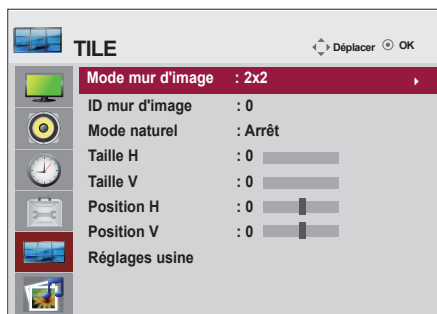 TILE
Déplacer OK
Mode mur d'image : 2x2
ID mur d'image : 0
Mode naturel : Arrêt
Taille H : 0
Taille V : 0
Position H : 0
Position V : 0
Réglages usine